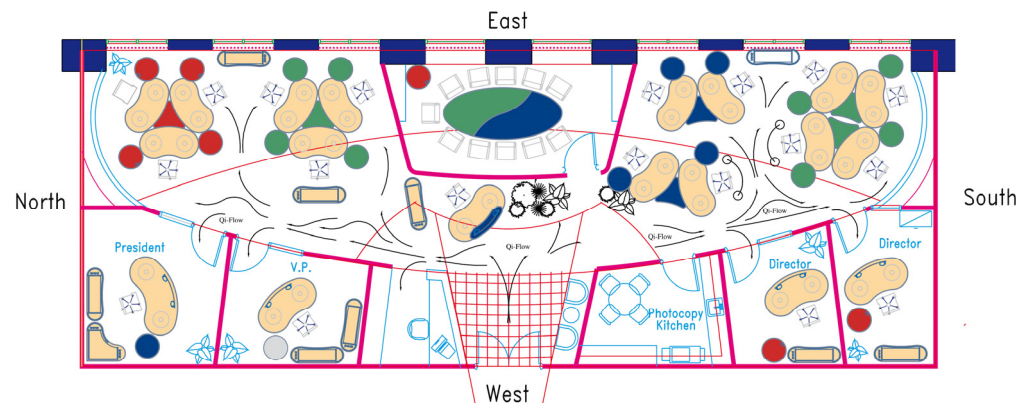 East
North
South
Qi-Flow
Qi-Flow
President
Qi-Flow
Qi-Flow
Director
V.P.
Director
Photocopy
Kitchen
West